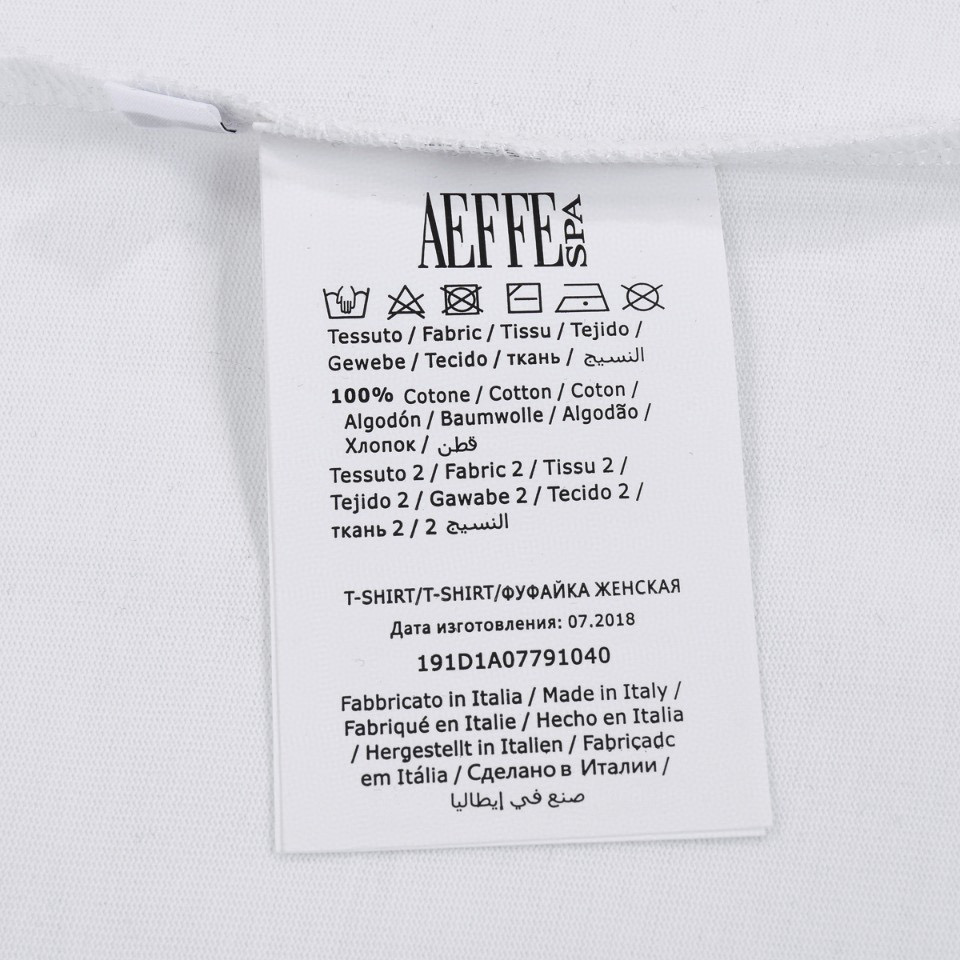 AEFFE SPA
Tessuto / Fabric / Tissu / Tejido /
Gewebe / Tecido / ткань / النسيج
100% Cotone / Cotton / Coton /
Algodón / Baumwolle / Algodão /
Хлопок / قطن
Tessuto 2 / Fabric 2 / Tissu 2 /
Tejido 2 / Gawabe 2 / Tecido 2 /
ткань 2 / 2 النسيج
T-SHIRT/T-SHIRT/ФУФАЙКА ЖЕНСКАЯ
Дата изготовления: 07.2018
191D1A07791040
Fabbricato in Italia / Made in Italy /
Fabriqué en Italie / Hecho en Italia
/ Hergestellt in Italien / Fabricadc
em Itália / Сделано в Италии /
صنع في إيطاليا